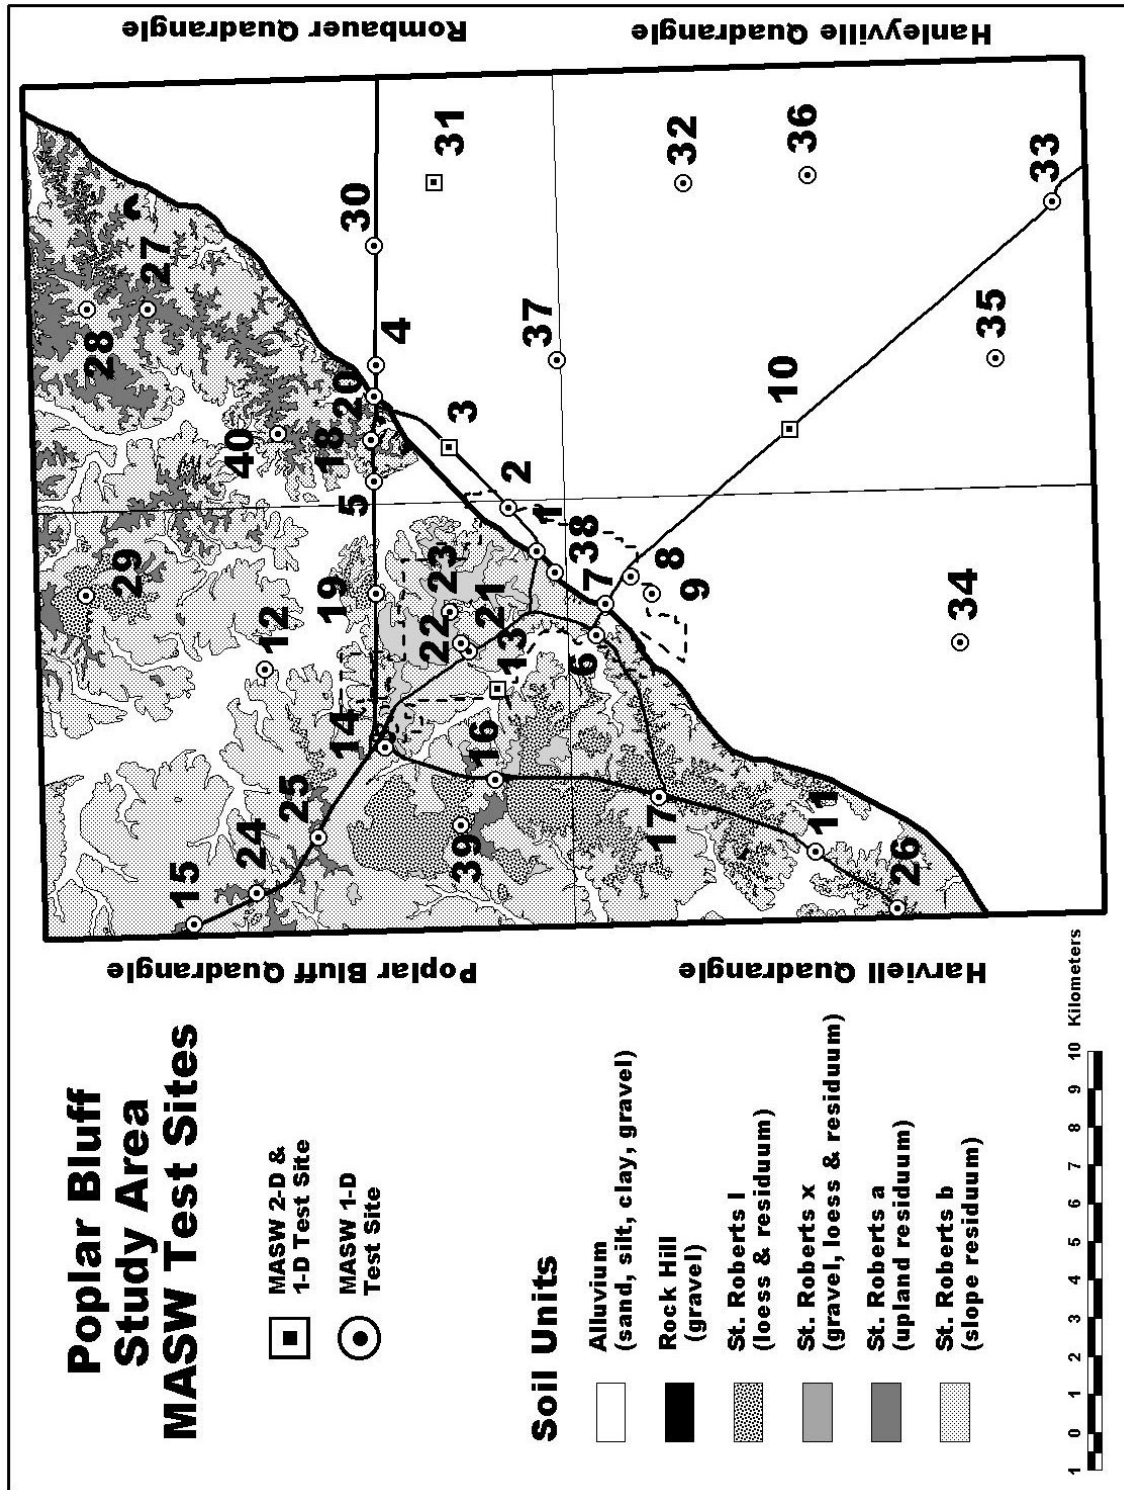 Poplar Bluff
Study Area
MASW Test Sites
MASW 2-D &
1-D Test Site
MASW 1-D
Test Site
Soil Units
Alluvium
(sand, silt, clay, gravel)
Rock Hill
(gravel)
St. Roberts l
(loess & residuum)
St. Roberts x
(gravel, loess & residuum)
St. Roberts a
(upland residuum)
St. Roberts b
(slope residuum)
1 0 1 2 3 4 5 6 7 8 9 10 Kilometers
Poplar Bluff Quadrangle
Harviell Quadrangle
Rombauer Quadrangle
Hanleyville Quadrangle
15
24
25
14
12
29
19
5
18
40
20
28
27
4
30
31
39
16
13
22
21
23
1
2
3
37
32
36
33
35
10
38
7
6
8
9
34
17
11
26